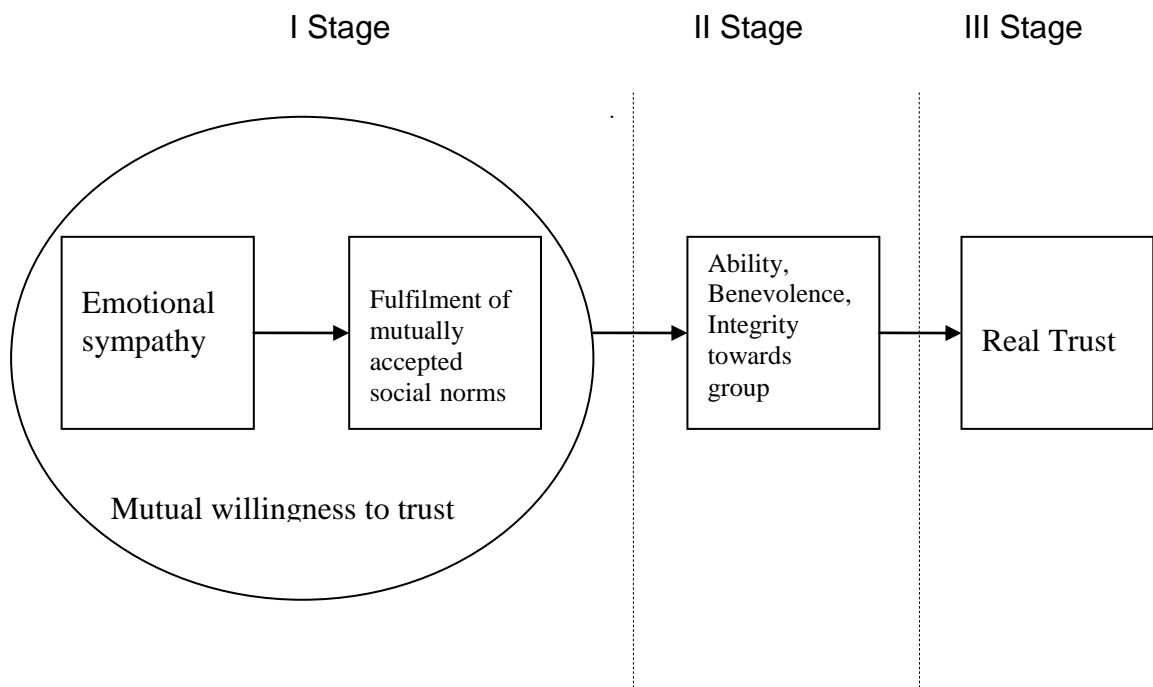 I Stage
II Stage
III Stage
Emotional
sympathy
Fulfilment of
mutually
accepted
social norms
Mutual willingness to trust
Ability,
Benevolence,
Integrity
towards
group
Real Trust